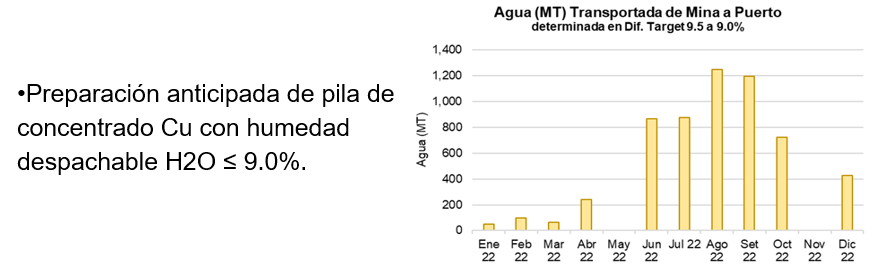 •Preparación anticipada de pila de
concentrado Cu con humedad
despachable H2O ≤ 9.0%.
Agua (MT) Transportada de Mina a Puerto
determinada en Dif. Target 9.5 a 9.0%
Agua (MT)
1,400
1,200
1,000
800
600
400
200
0
Ene Feb Mar Abr May Jun Jul 22 Ago Set Oct Nov Dic
22 22 22 22 22 22 22 22 22 22 22